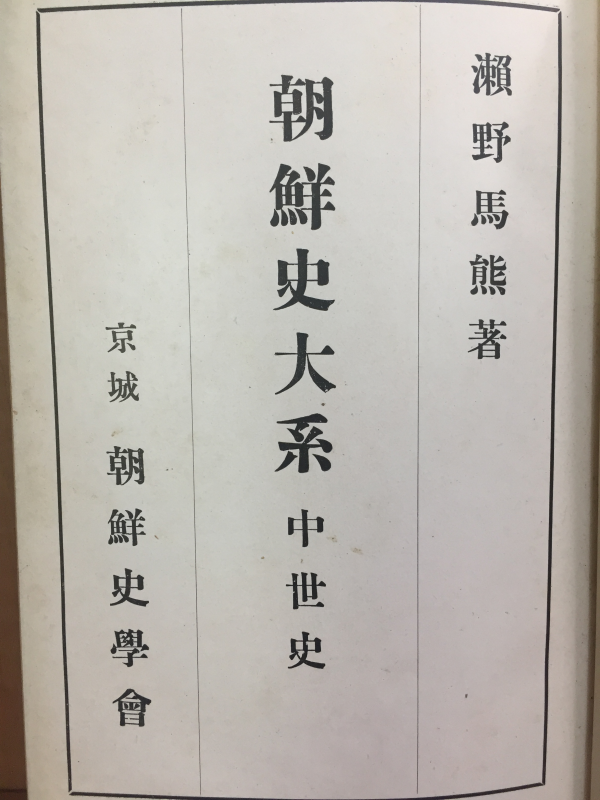 瀨野馬熊著
朝鮮史大系 中世史
京城 朝鮮史學會